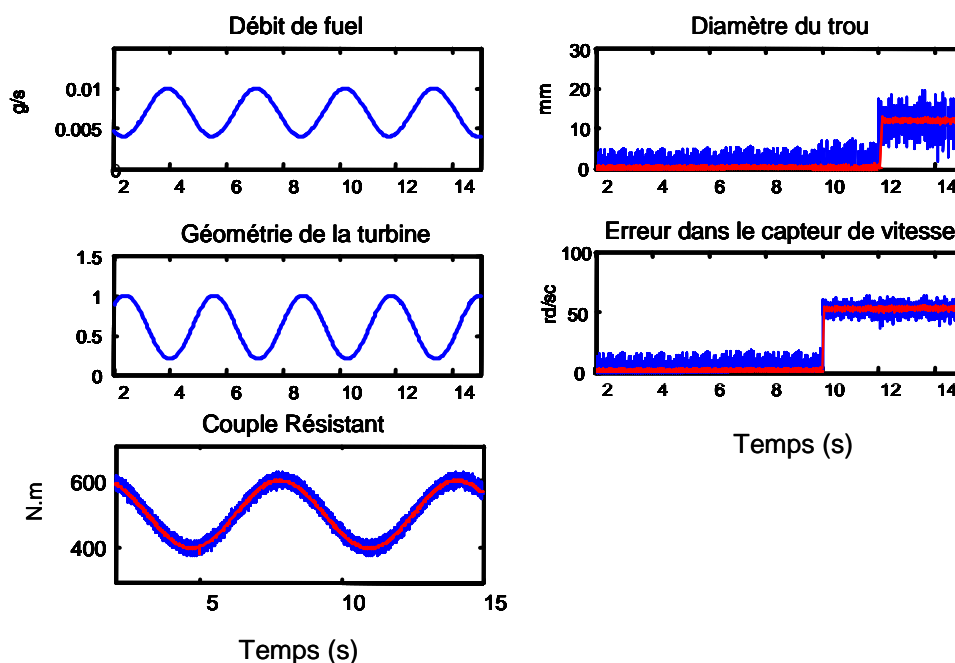 Débit de fuel
g/s
0.01
0.005
0
2 4 6 8 10 12 14
Géométrie de la turbine
1.5
1
0.5
0
2 4 6 8 10 12 14
Couple Résistant
N.m
600
400
5 10 15
Temps (s)
Diamètre du trou
mm
30
20
10
0
2 4 6 8 10 12 14
Erreur dans le capteur de vitesse
rd/sc
100
50
0
2 4 6 8 10 12 14
Temps (s)